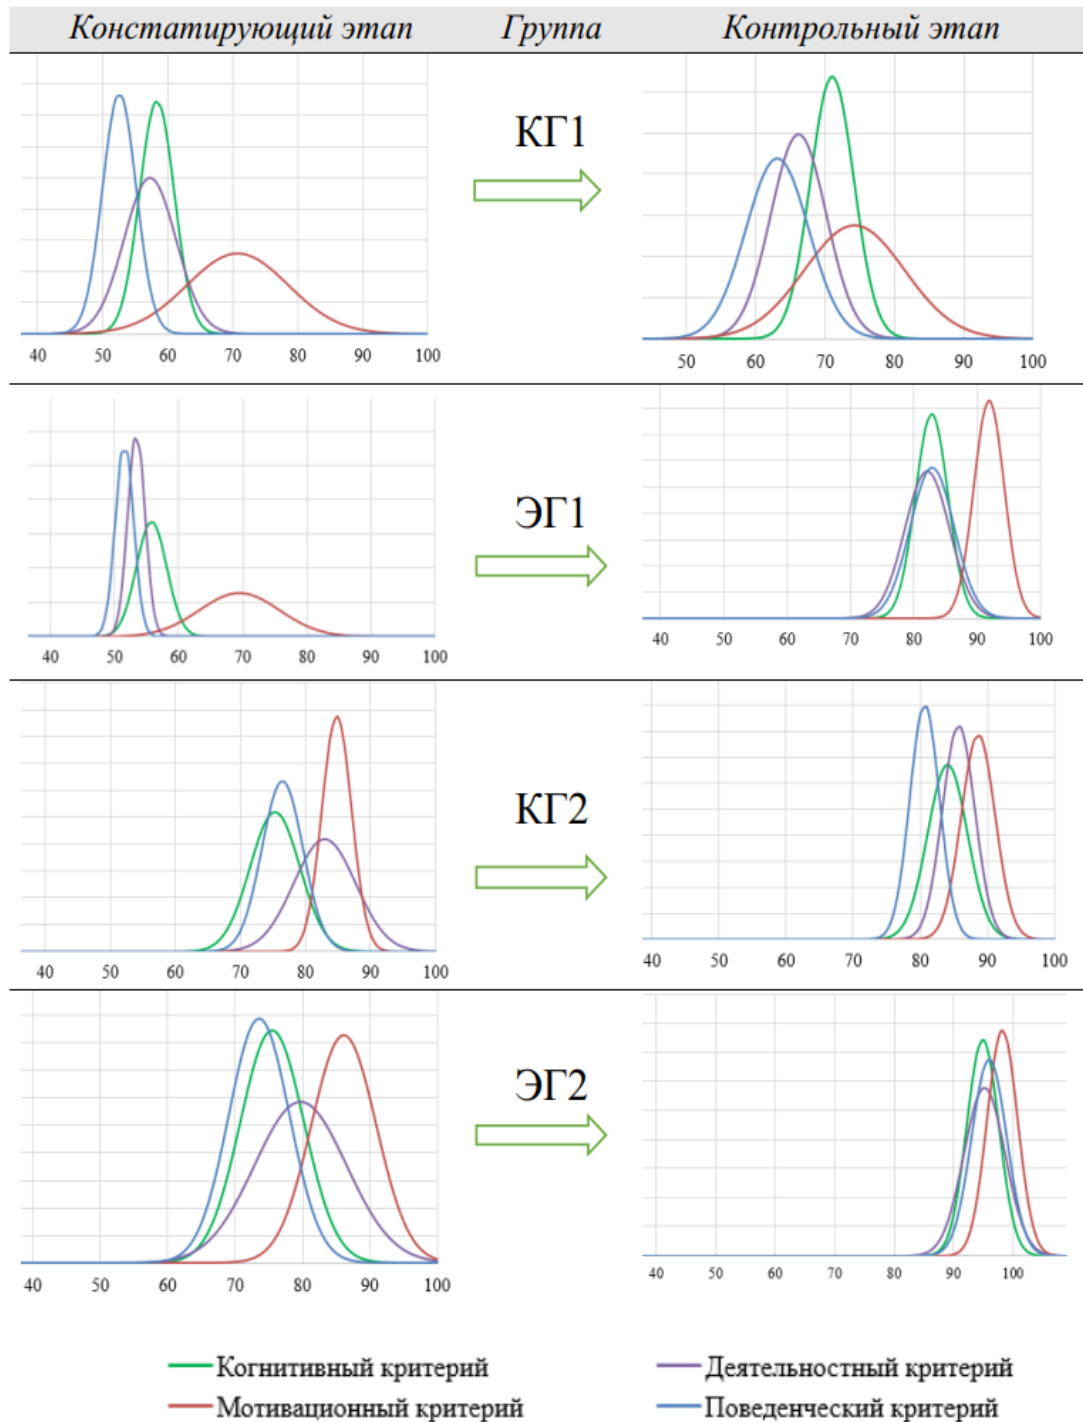 Констатирующий этап Группа Контрольный этап
КГ1
40 50 60 70 80 90 100
50 60 70 80 90 100
ЭГ1
40 50 60 70 80 90 100
40 50 60 70 80 90 100
КГ2
40 50 60 70 80 90 100
40 50 60 70 80 90 100
ЭГ2
40 50 60 70 80 90 100
40 50 60 70 80 90 100
Когнитивный критерий Деятельностный критерий
Мотивационный критерий Поведенческий критерий